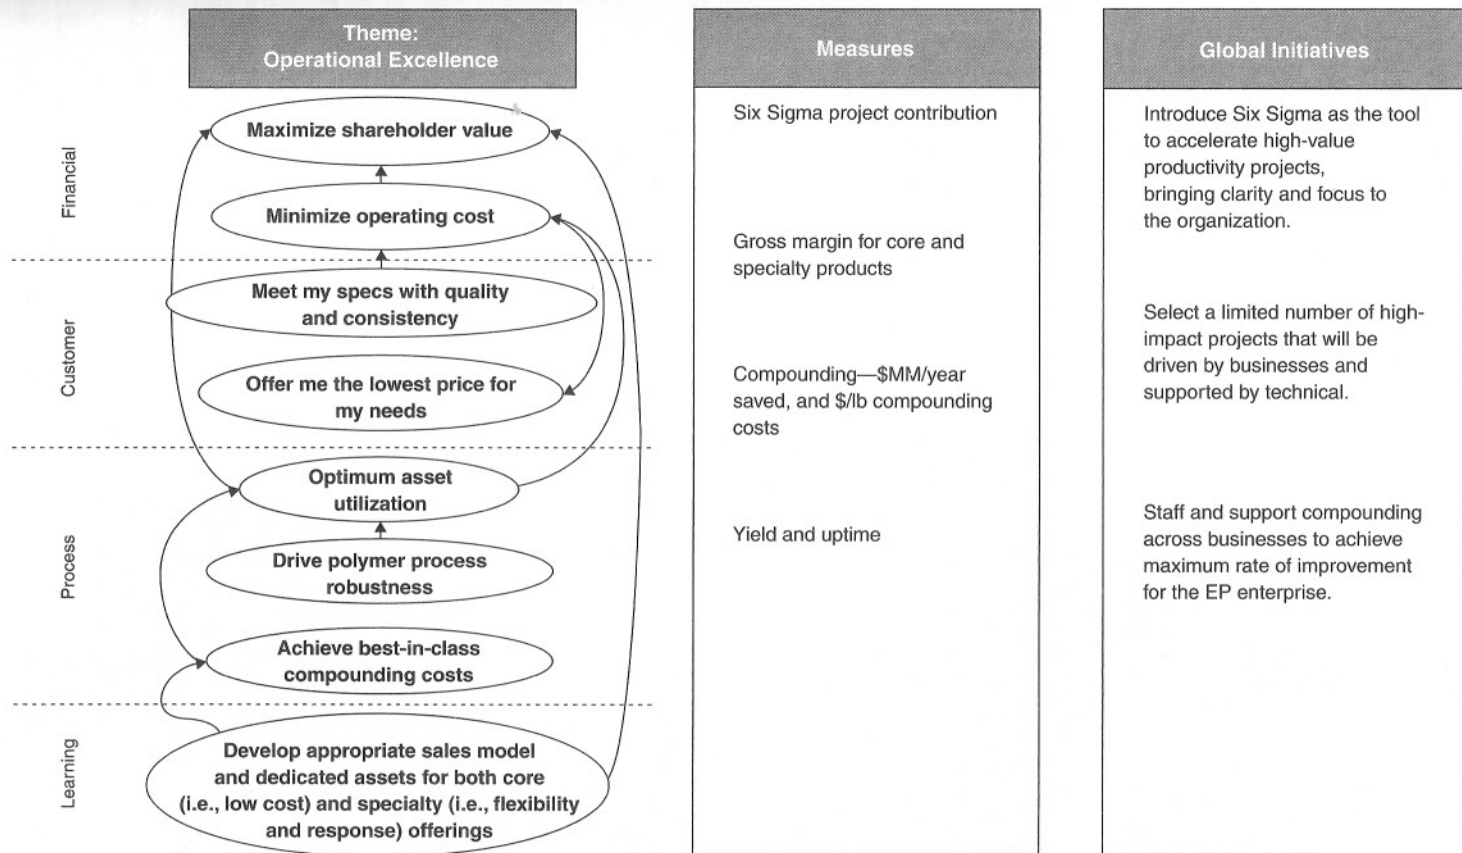 Theme:
Operational Excellence
Measures
Global Initiatives
Financial
Maximize shareholder value
Minimize operating cost
Customer
Meet my specs with quality
and consistency
Offer me the lowest price for
my needs
Process
Optimum asset
utilization
Drive polymer process
robustness
Achieve best-in-class
compounding costs
Learning
Develop appropriate sales model
and dedicated assets for both core
(i.e., low cost) and specialty (i.e., flexibility
and response) offerings
Six Sigma project contribution
Gross margin for core and
specialty products
Compounding—$MM/year
saved, and $/lb compounding
costs
Yield and uptime
Introduce Six Sigma as the tool
to accelerate high-value
productivity projects,
bringing clarity and focus to
the organization.
Select a limited number of high-
impact projects that will be
driven by businesses and
supported by technical.
Staff and support compounding
across businesses to achieve
maximum rate of improvement
for the EP enterprise.